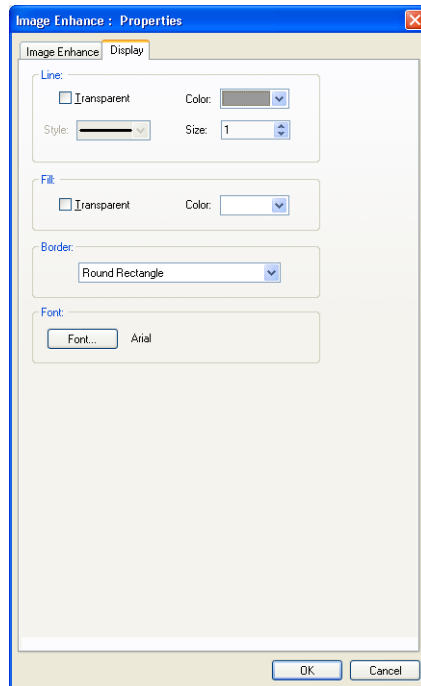 Image Enhance : Properties
Image Enhance Display
Line:
Transparent Color:
Style: Size: 1
Fill:
Transparent Color:
Border:
Round Rectangle
Font:
Font... Arial
OK Cancel